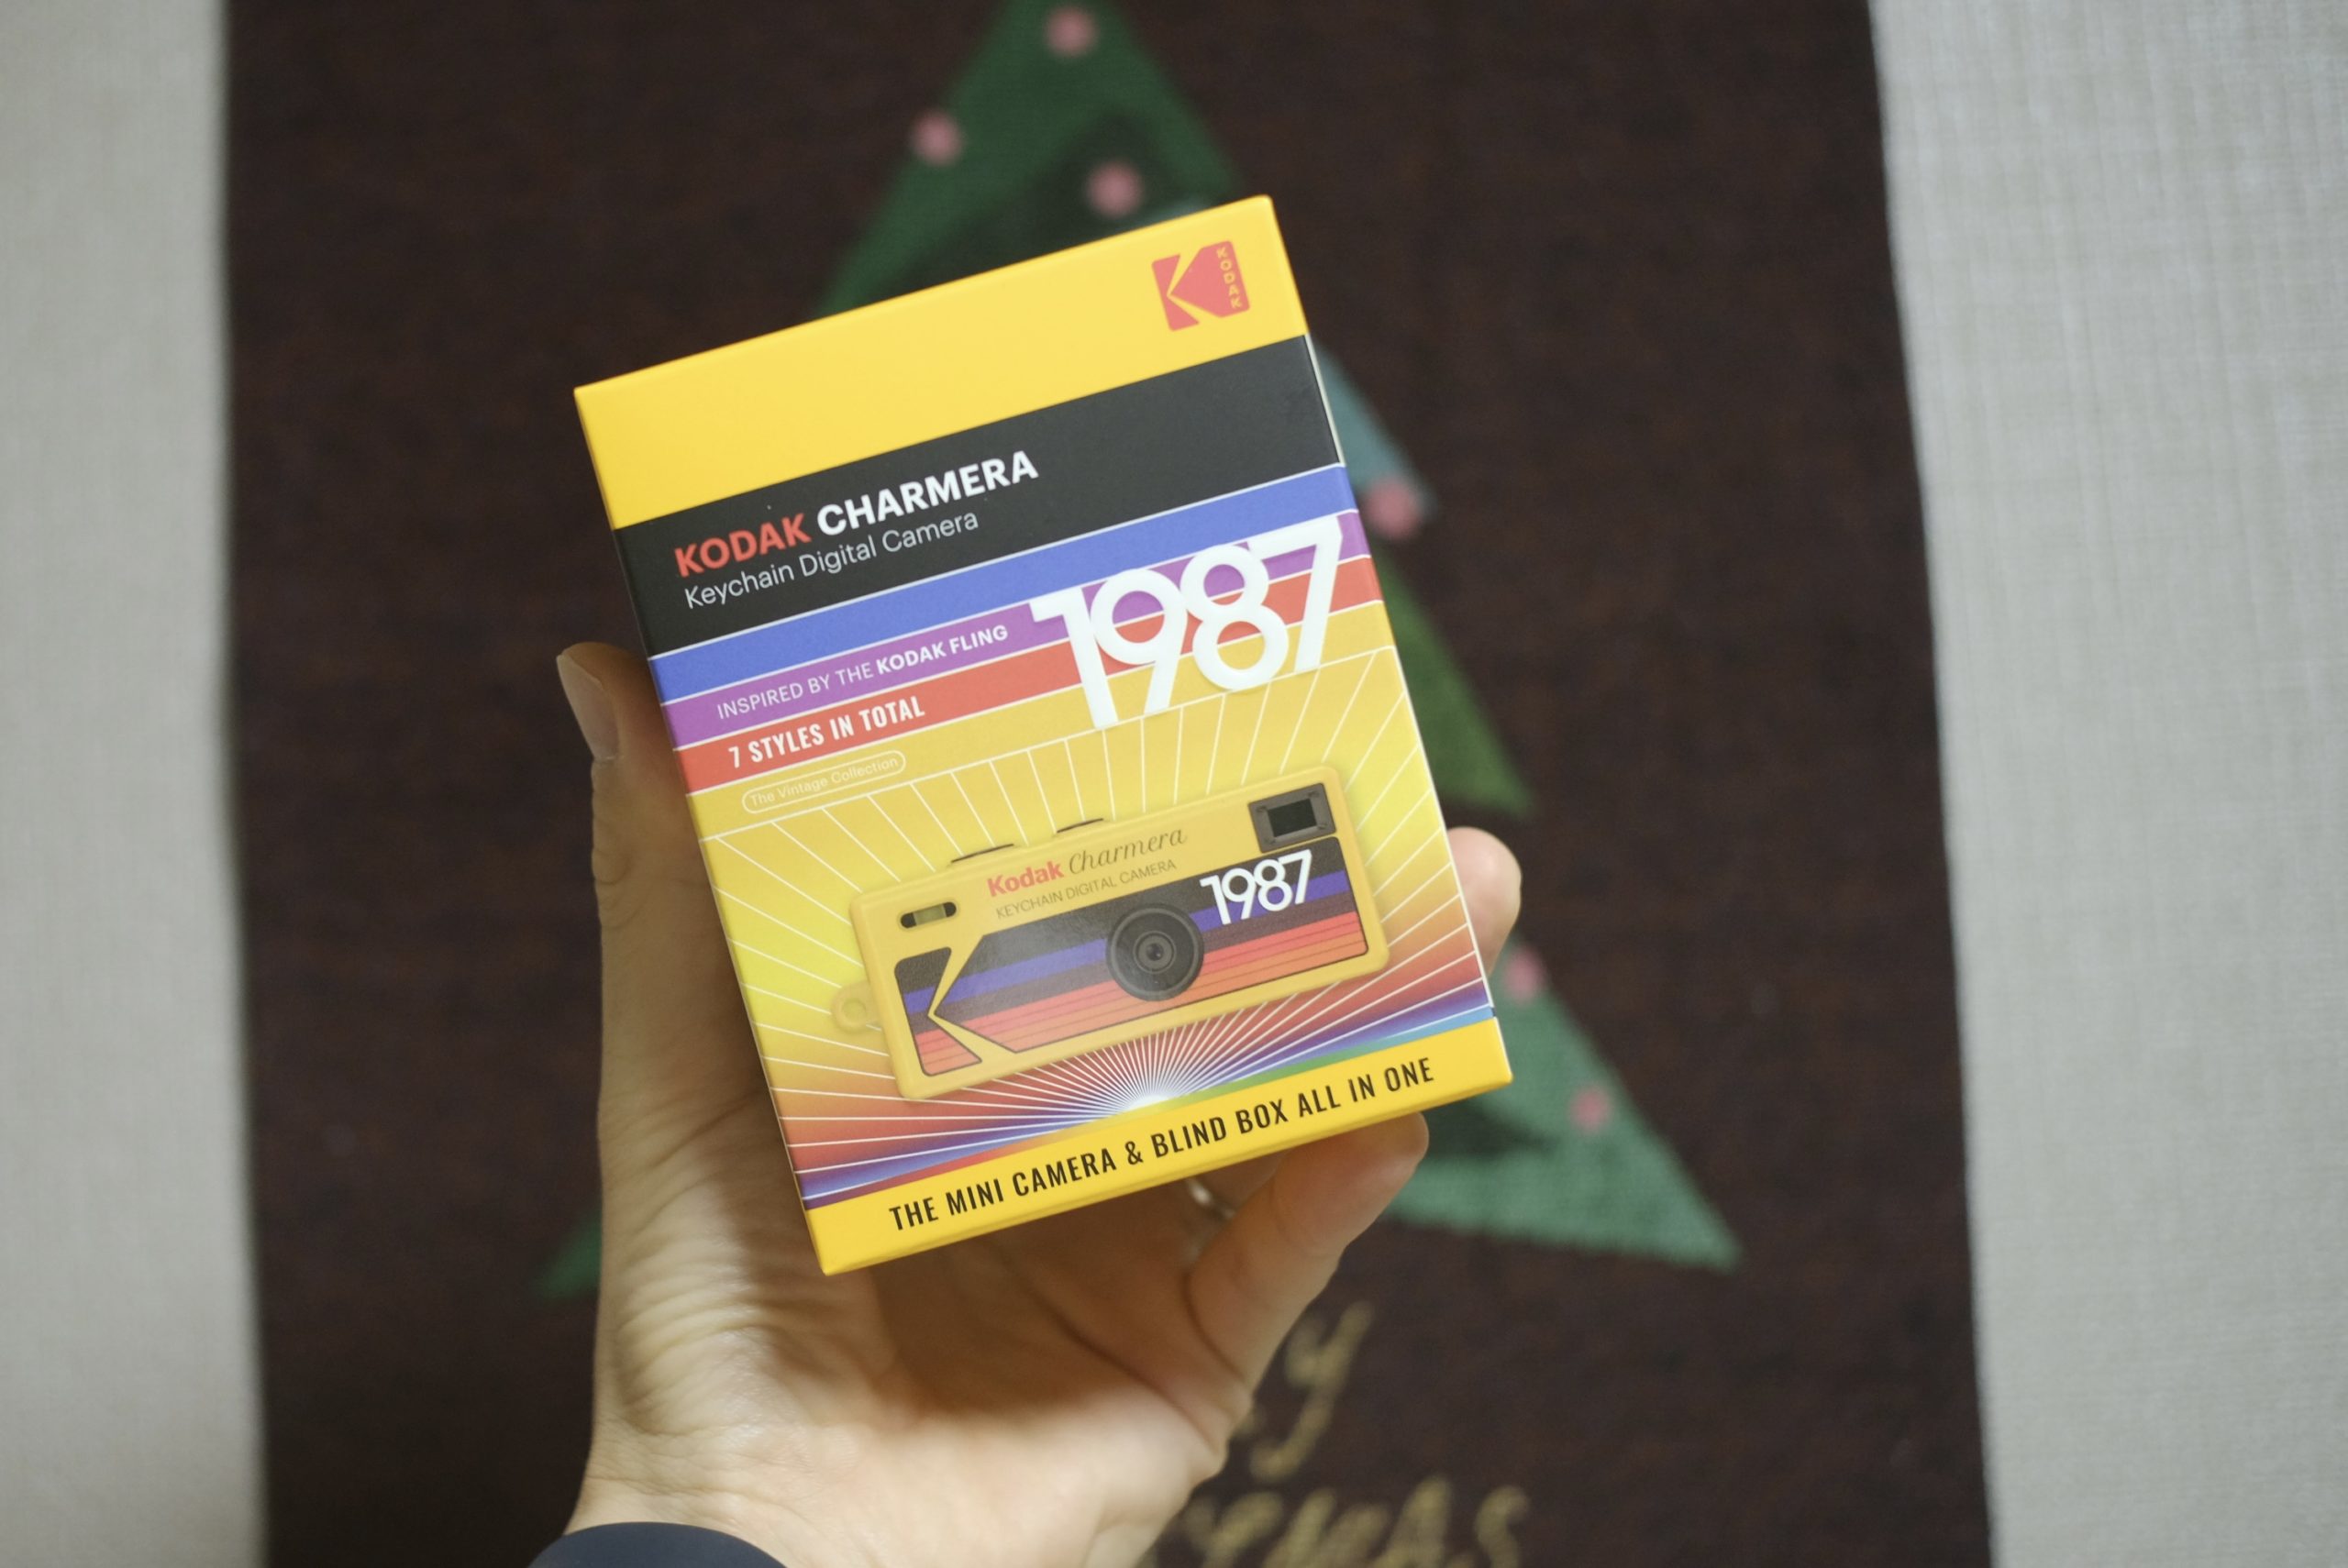 KODAK
KODAK CHARMERA
Keychain Digital Camera
1987
INSPIRED BY THE KODAK FLING
7 STYLES IN TOTAL
The Vintage Collection
Kodak Charmera
KEYCHAIN DIGITAL CAMERA
1987
THE MINI CAMERA & BLIND BOX ALL IN ONE